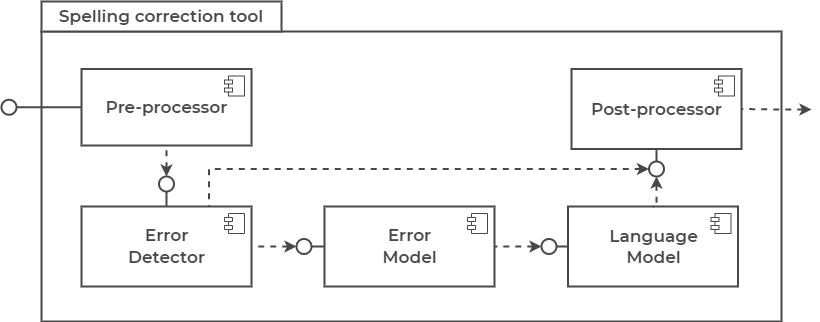 Spelling correction tool
Pre-processor
Post-processor
Error
Detector
Error
Model
Language
Model